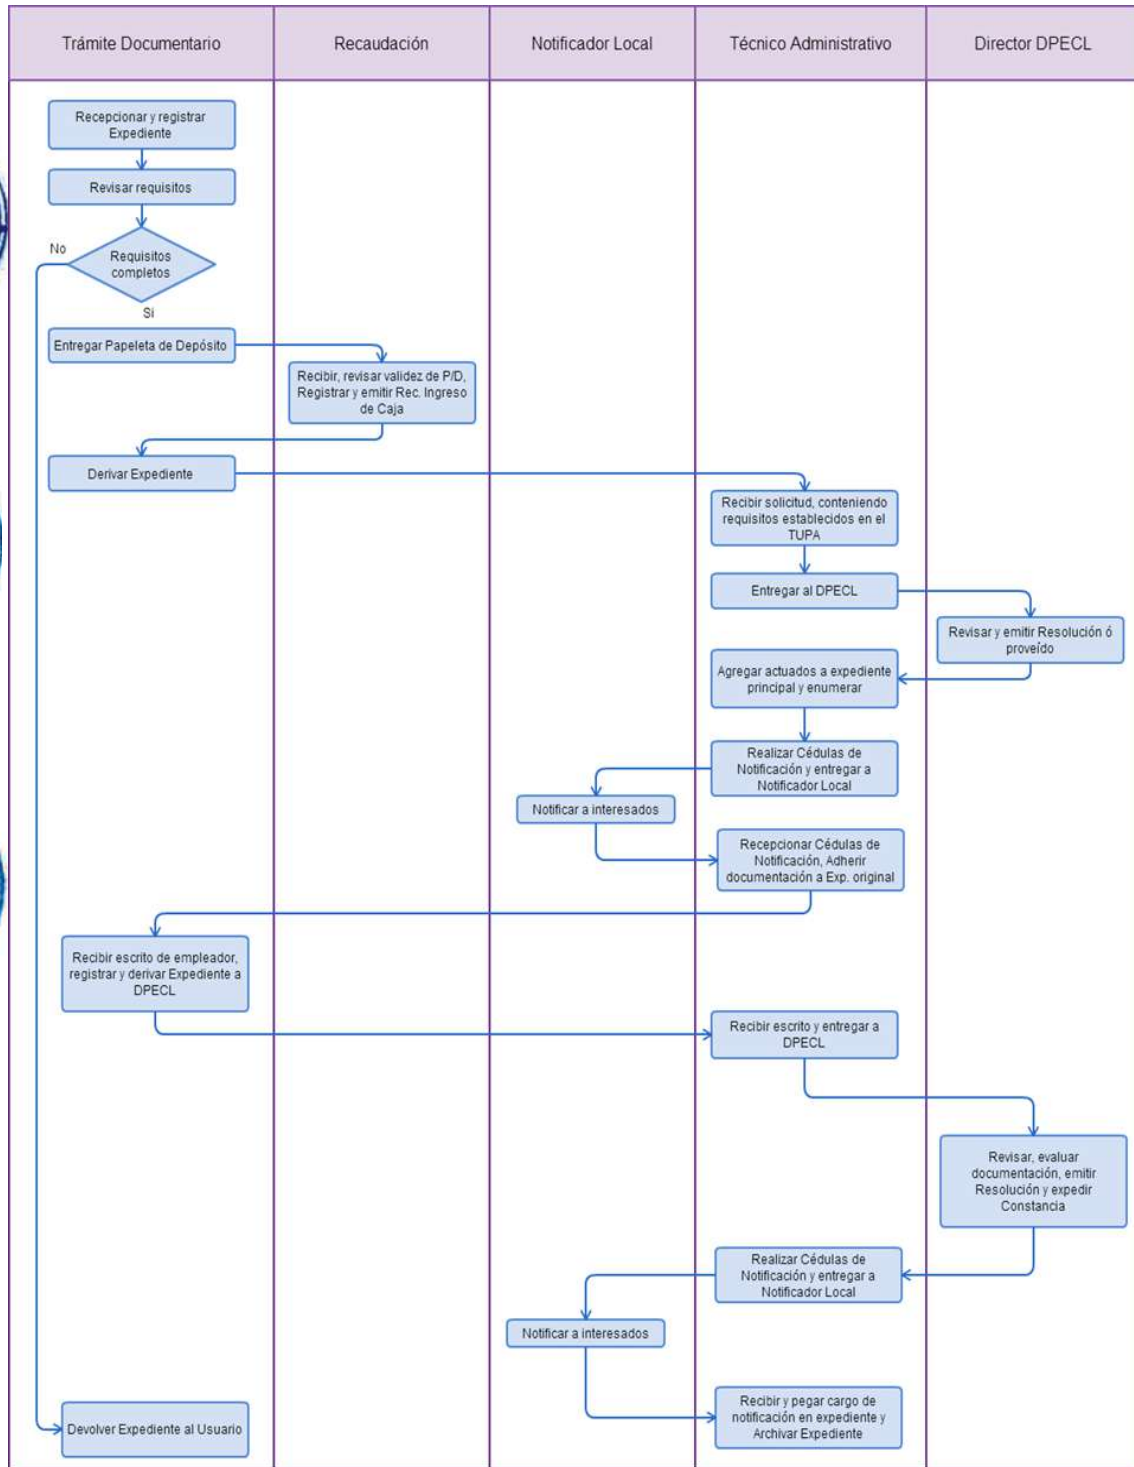 Trámite Documentario
Recaudación
Notificador Local
Técnico Administrativo
Director DPECL
Recepcionar y registrar
Expediente
Revisar requisitos
No
Requisitos
completos
Si
Entregar Papeleta de Depósito
Recibir, revisar validez de P/D,
Registrar y emitir Rec. Ingreso
de Caja
Derivar Expediente
Recibir solicitud, conteniendo
requisitos establecidos en el
TUPA
Entregar al DPECL
Revisar y emitir Resolución ó
proveído
Agregar actuados a expediente
principal y enumerar
Realizar Cédulas de
Notificación y entregar a
Notificador Local
Notificar a interesados
Recepcionar Cédulas de
Notificación, Adherir
documentación a Exp. original
Recibir escrito de empleador,
registrar y derivar Expediente a
DPECL
Recibir escrito y entregar a
DPECL
Revisar, evaluar
documentación, emitir
Resolución y expedir
Constancia
Realizar Cédulas de
Notificación y entregar a
Notificador Local
Notificar a interesados
Recibir y pegar cargo de
notificación en expediente y
Archivar Expediente
Devolver Expediente al Usuario